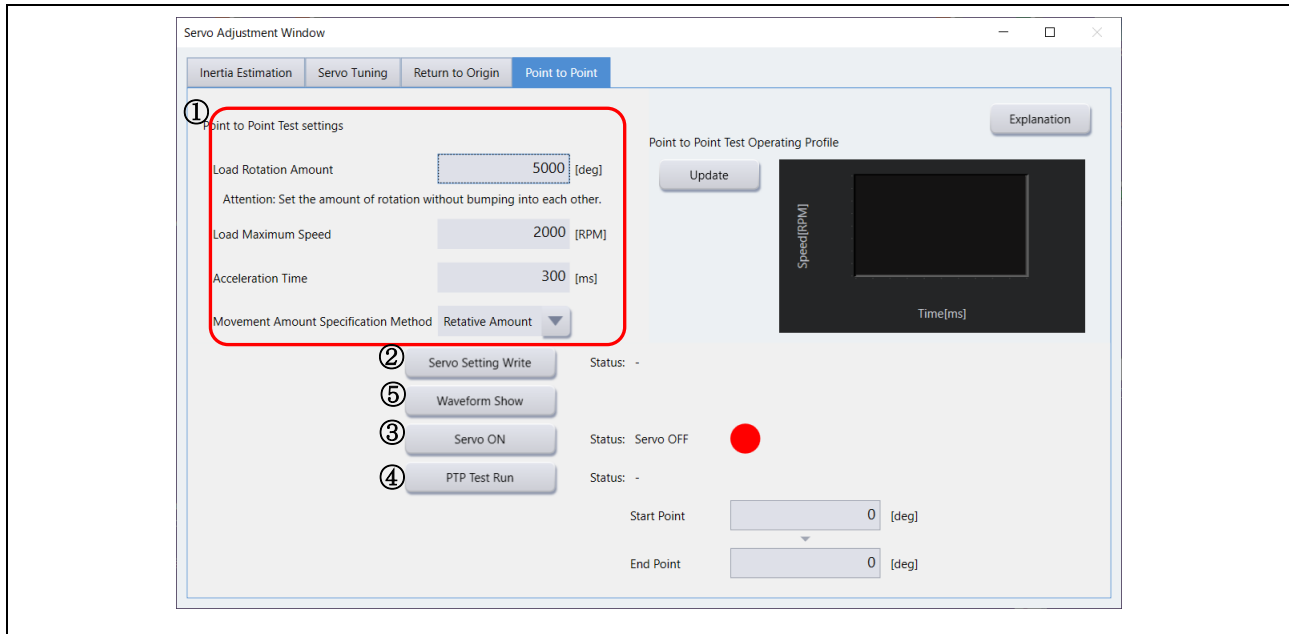 Servo Adjustment Window
Inertia Estimation Servo Tuning Return to Origin Point to Point
①
Point to Point Test settings
Explanation
Point to Point Test Operating Profile
Load Rotation Amount 5000 [deg]
Update
Attention: Set the amount of rotation without bumping into each other.
Load Maximum Speed 2000 [RPM]
Speed[RPM]
Acceleration Time 300 [ms]
Time[ms]
Movement Amount Specification Method Retative Amount
② Servo Setting Write Status: -
⑤ Waveform Show
③ Servo ON Status: Servo OFF
④ PTP Test Run Status: -
Start Point 0 [deg]
End Point 0 [deg]